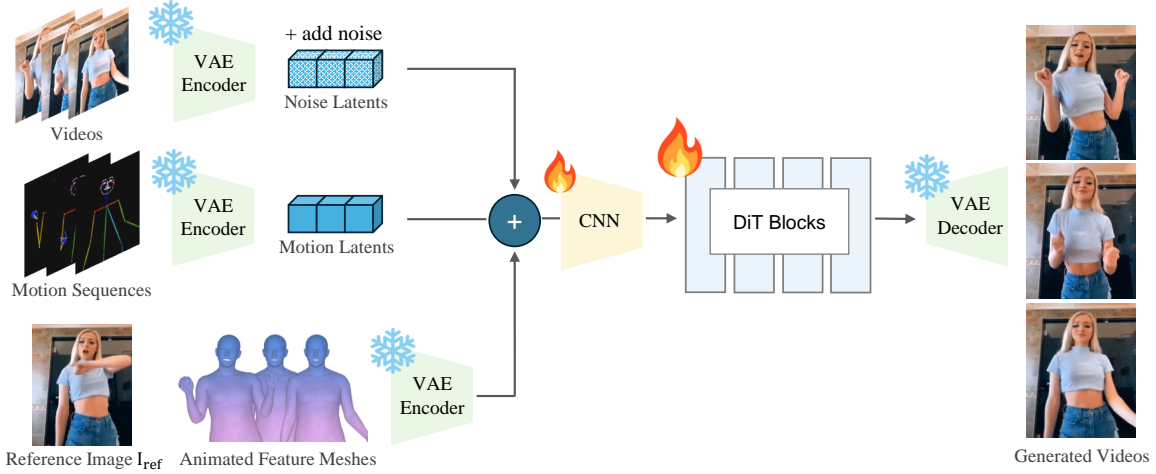 + add noise
VAE
Encoder
Noise Latents
Videos
VAE
Encoder
Motion Latents
Motion Sequences
+
CNN
DiT Blocks
VAE
Decoder
VAE
Encoder
Reference Image I_ref
Animated Feature Meshes
Generated Videos